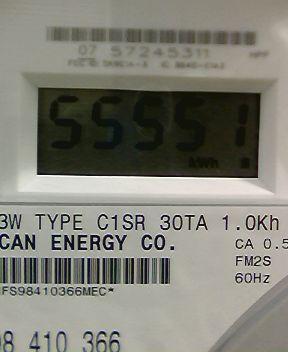 07 57245311
55551
kWh
3W TYPE C1SR 30TA 1.0Kh
CAN ENERGY CO.
CA 0.5
FM2S
60Hz
FS98410366MEC*
98 410 366